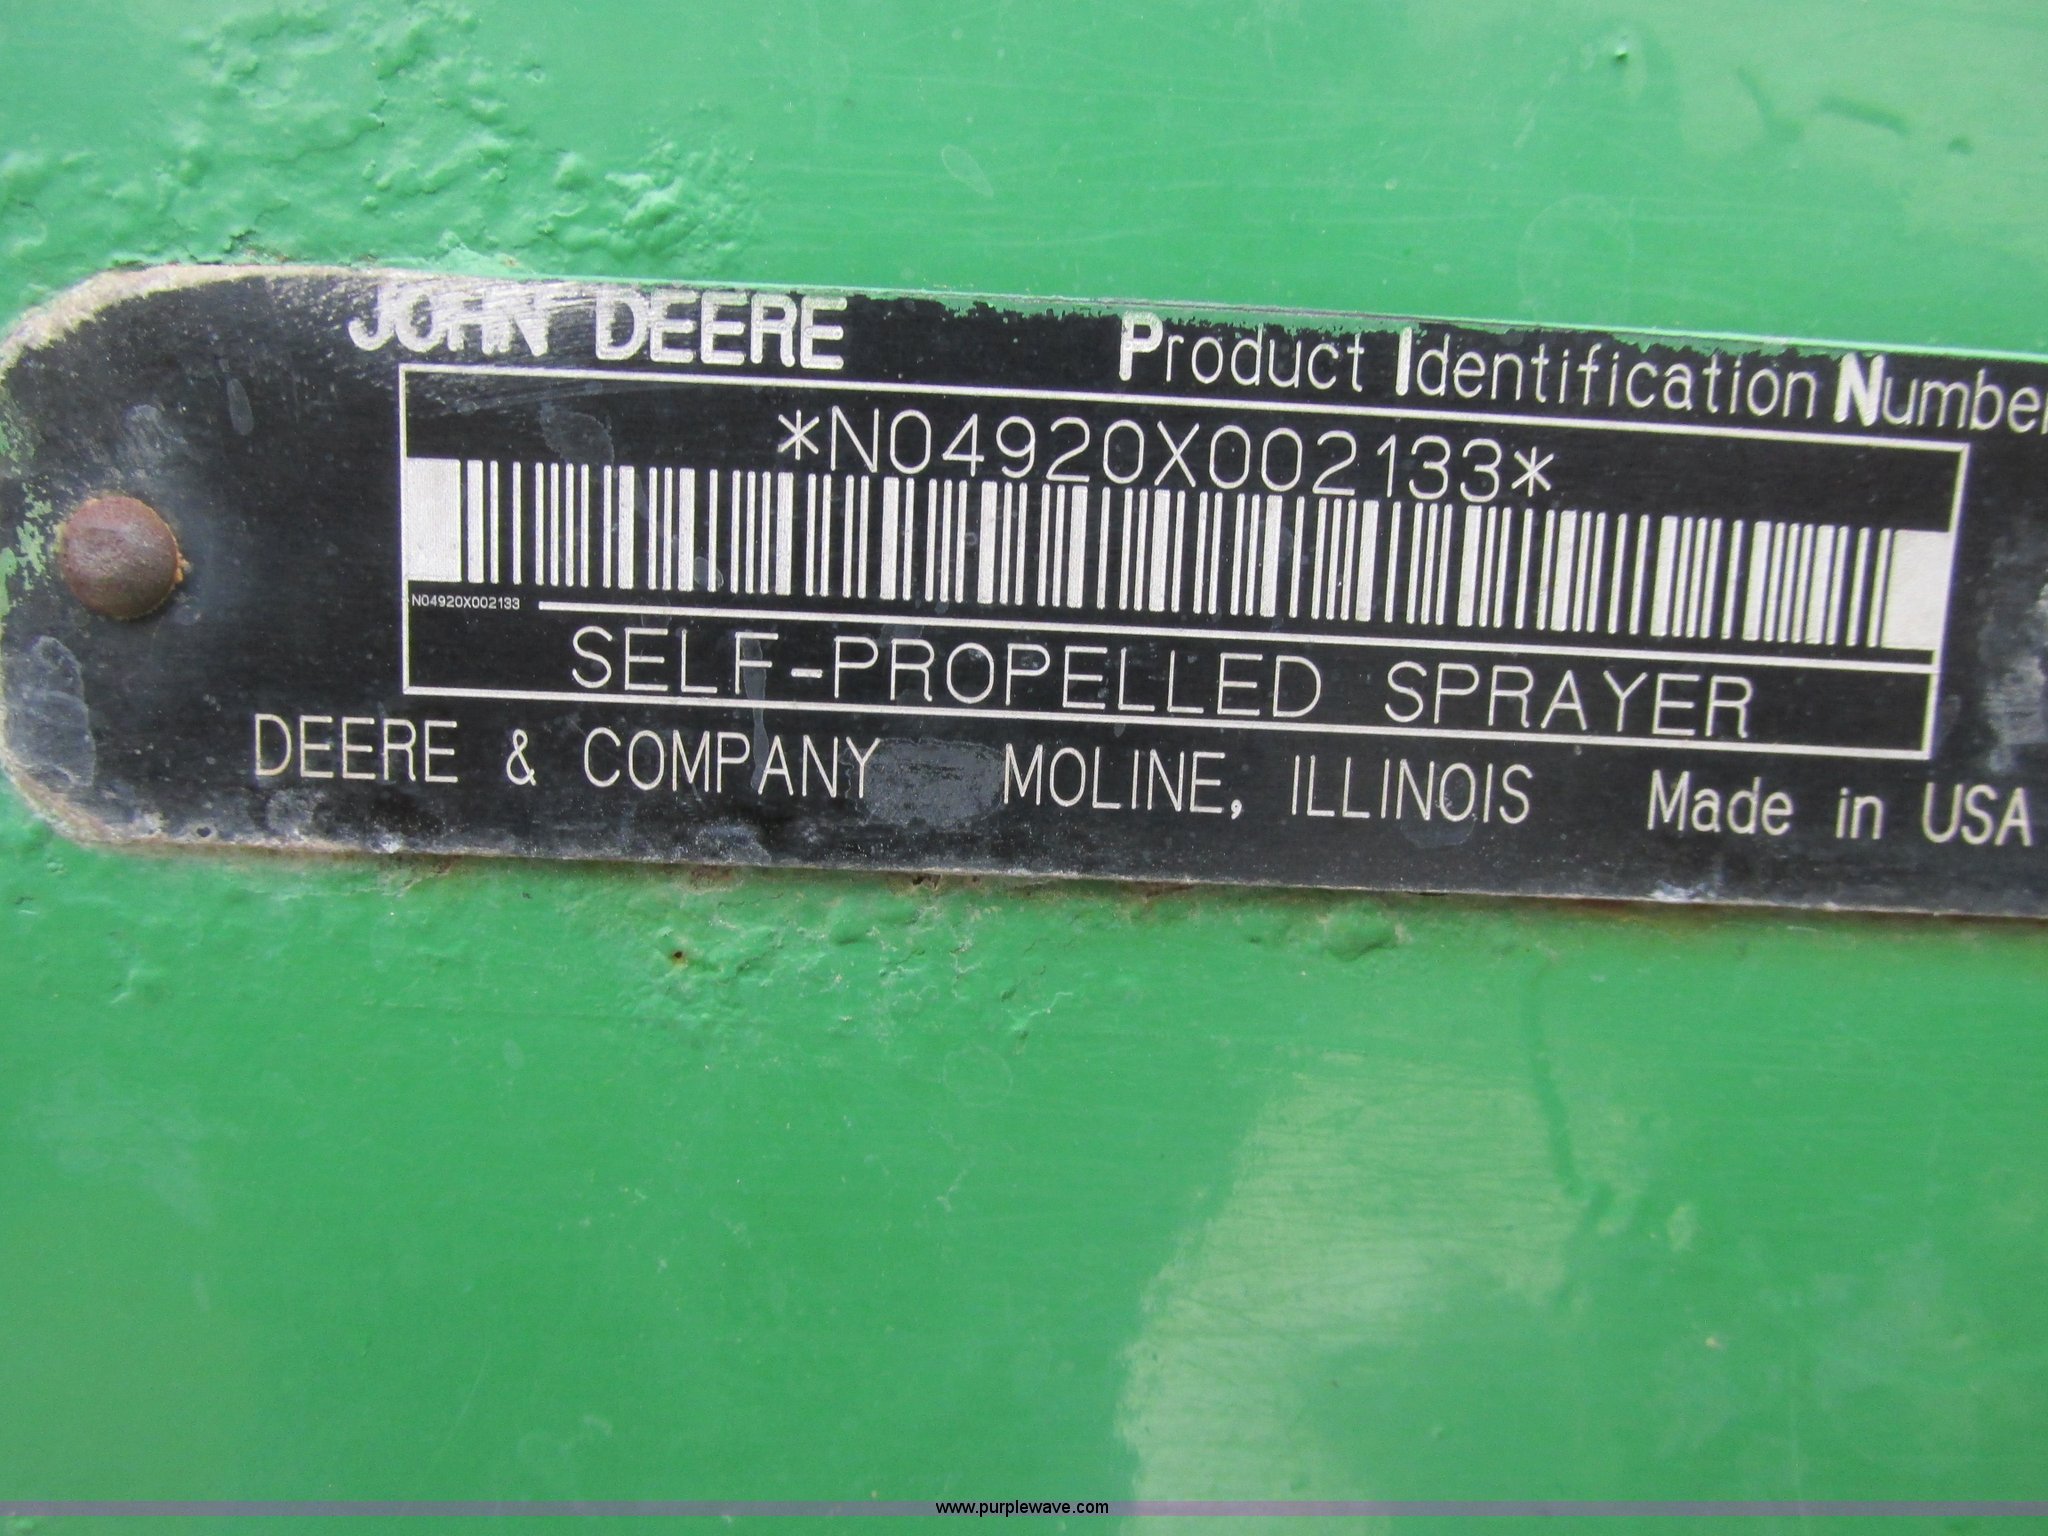 JOHN DEERE Product Identification Number
*N04920X002133*
N04920X002133
SELF-PROPELLED SPRAYER
DEERE & COMPANY MOLINE, ILLINOIS Made in USA
www.purplewave.com